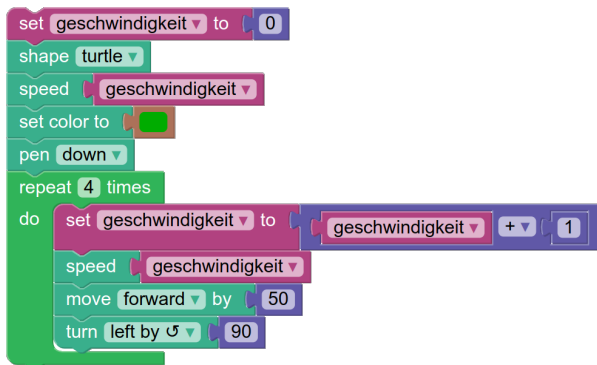 set geschwindigkeit ▾ to 0
shape turtle ▾
speed geschwindigkeit ▾
set color to
pen down ▾
repeat 4 times
do set geschwindigkeit ▾ to geschwindigkeit ▾ + ▾ 1
speed geschwindigkeit ▾
move forward ▾ by 50
turn left by ↺ ▾ 90